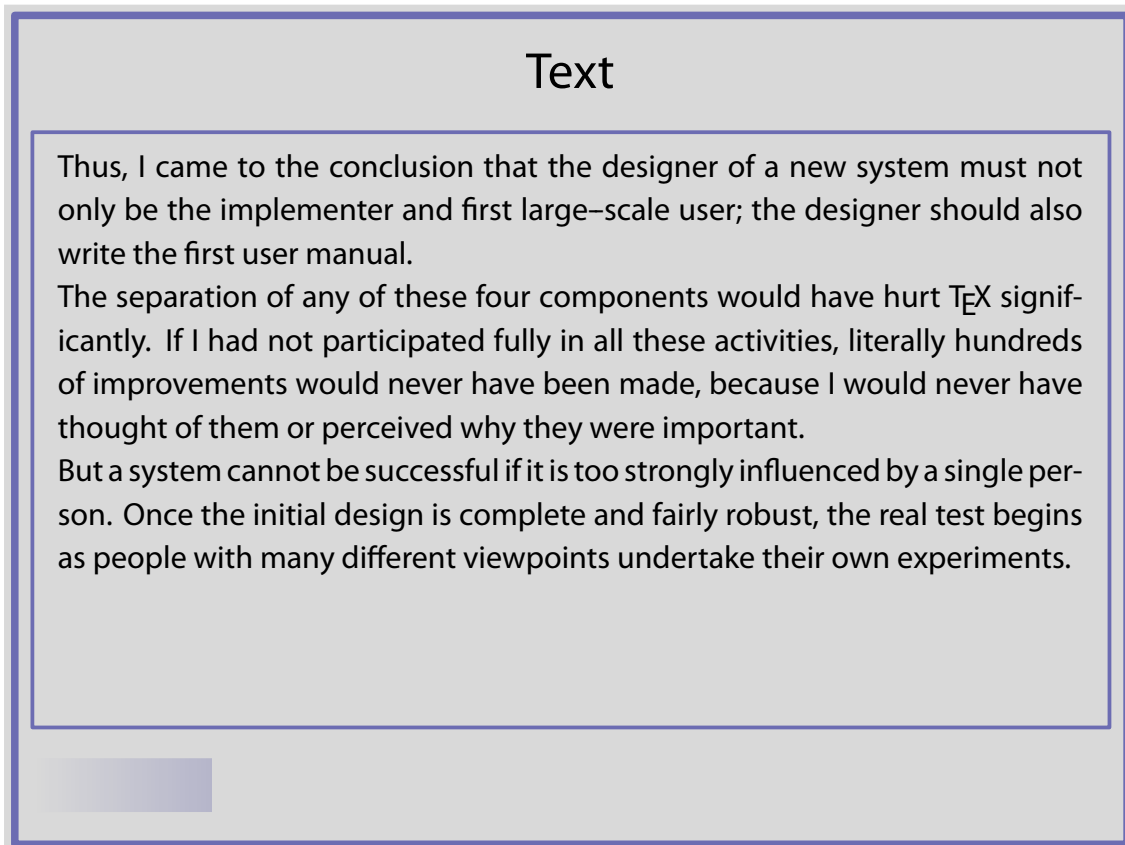 Text
Thus, I came to the conclusion that the designer of a new system must not
only be the implementer and first large–scale user; the designer should also
write the first user manual.
The separation of any of these four components would have hurt TEX signif-
icantly. If I had not participated fully in all these activities, literally hundreds
of improvements would never have been made, because I would never have
thought of them or perceived why they were important.
But a system cannot be successful if it is too strongly influenced by a single per-
son. Once the initial design is complete and fairly robust, the real test begins
as people with many different viewpoints undertake their own experiments.